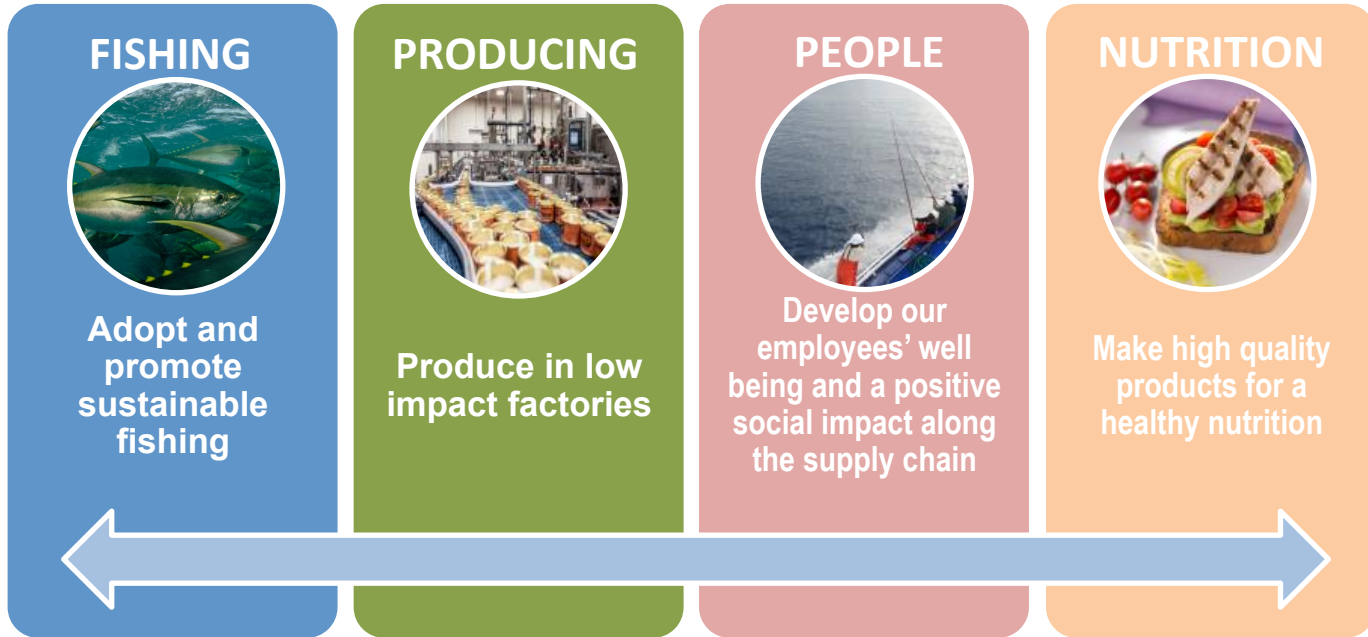 FISHING
Adopt and
promote
sustainable
fishing
PRODUCING
Produce in low
impact factories
PEOPLE
Develop our
employees’ well
being and a positive
social impact along
the supply chain
NUTRITION
Make high quality
products for a
healthy nutrition